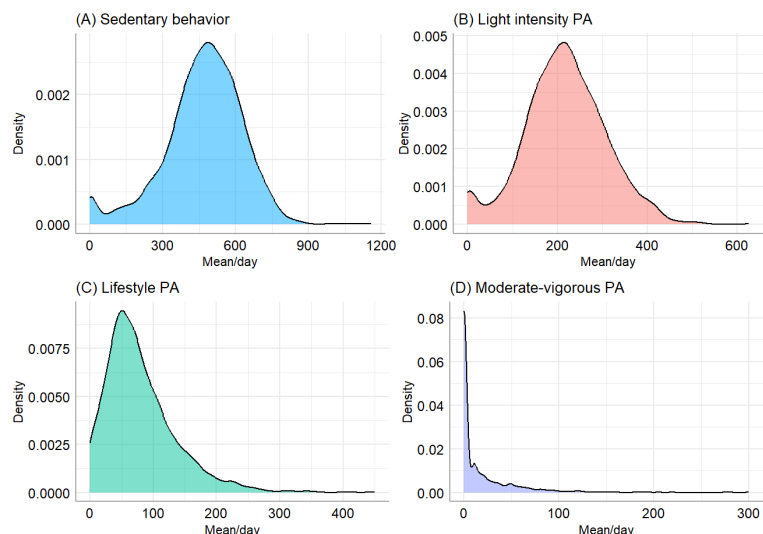 (A) Sedentary behavior
Density
0.002
0.001
0.000
0 300 600 900 1200
Mean/day
(B) Light intensity PA
Density
0.005
0.004
0.003
0.002
0.001
0.000
0 200 400 600
Mean/day
(C) Lifestyle PA
Density
0.0075
0.0050
0.0025
0.0000
0 100 200 300 400
Mean/day
(D) Moderate-vigorous PA
Density
0.08
0.06
0.04
0.02
0.00
0 100 200 300
Mean/day